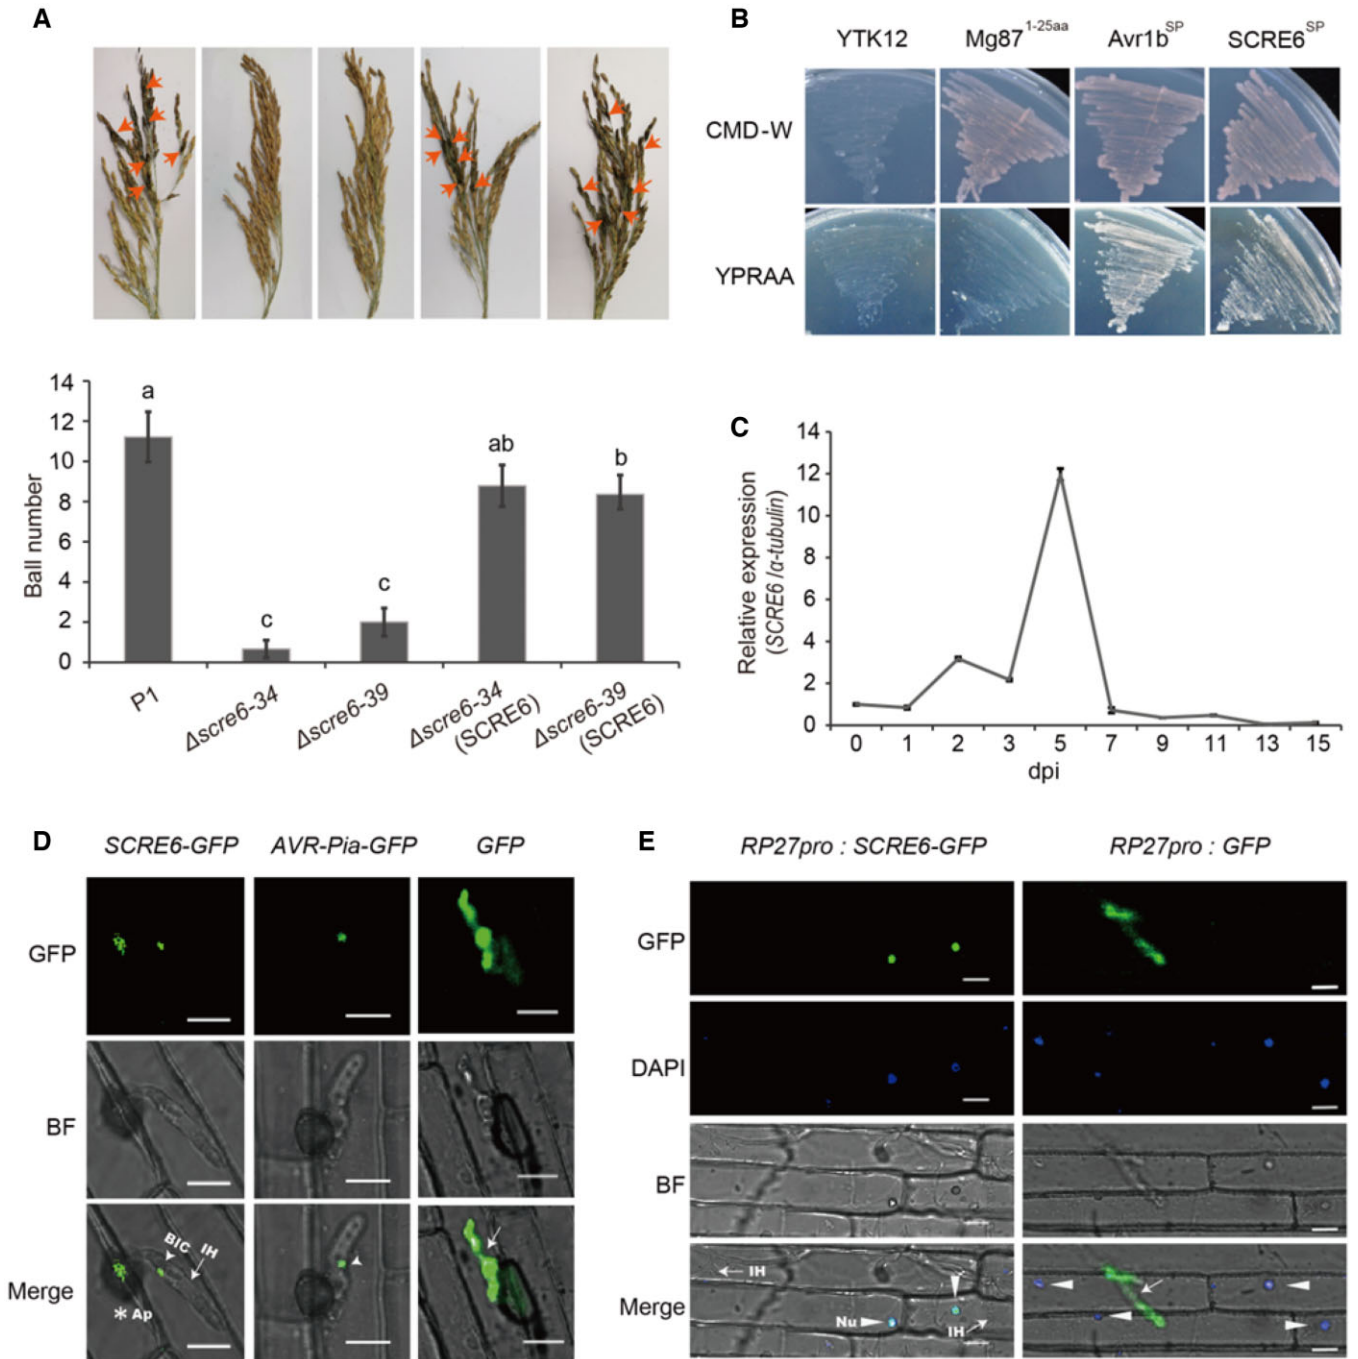 A
14
12
10
8
6
4
2
0
Ball number
a
c
c
ab
b
P1
Δscre6-34
Δscre6-39
Δscre6-34
(SCRE6)
Δscre6-39
(SCRE6)
B
YTK12
Mg87 1-25aa
Avr1b SP
SCRE6 SP
CMD-W
YPRAA
C
14
12
10
8
6
4
2
0
Relative expression
(SCRE6 /α-tubulin)
0 1 2 3 5 7 9 11 13 15
dpi
D
SCRE6-GFP AVR-Pia-GFP GFP
GFP
BF
Merge
BIC
IH
* Ap
E
RP27pro : SCRE6-GFP RP27pro : GFP
GFP
DAPI
BF
Merge
IH
Nu
IH